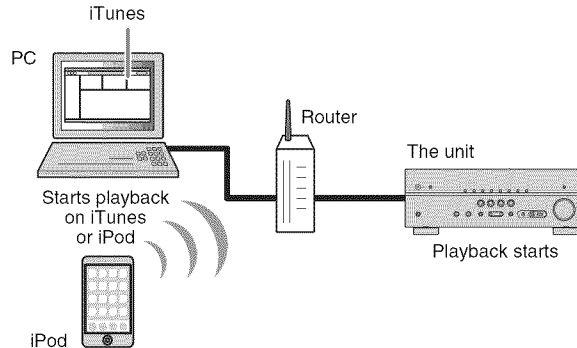 iTunes
PC
Router
The unit
Starts playback
on iTunes
or iPod
Playback starts
iPod